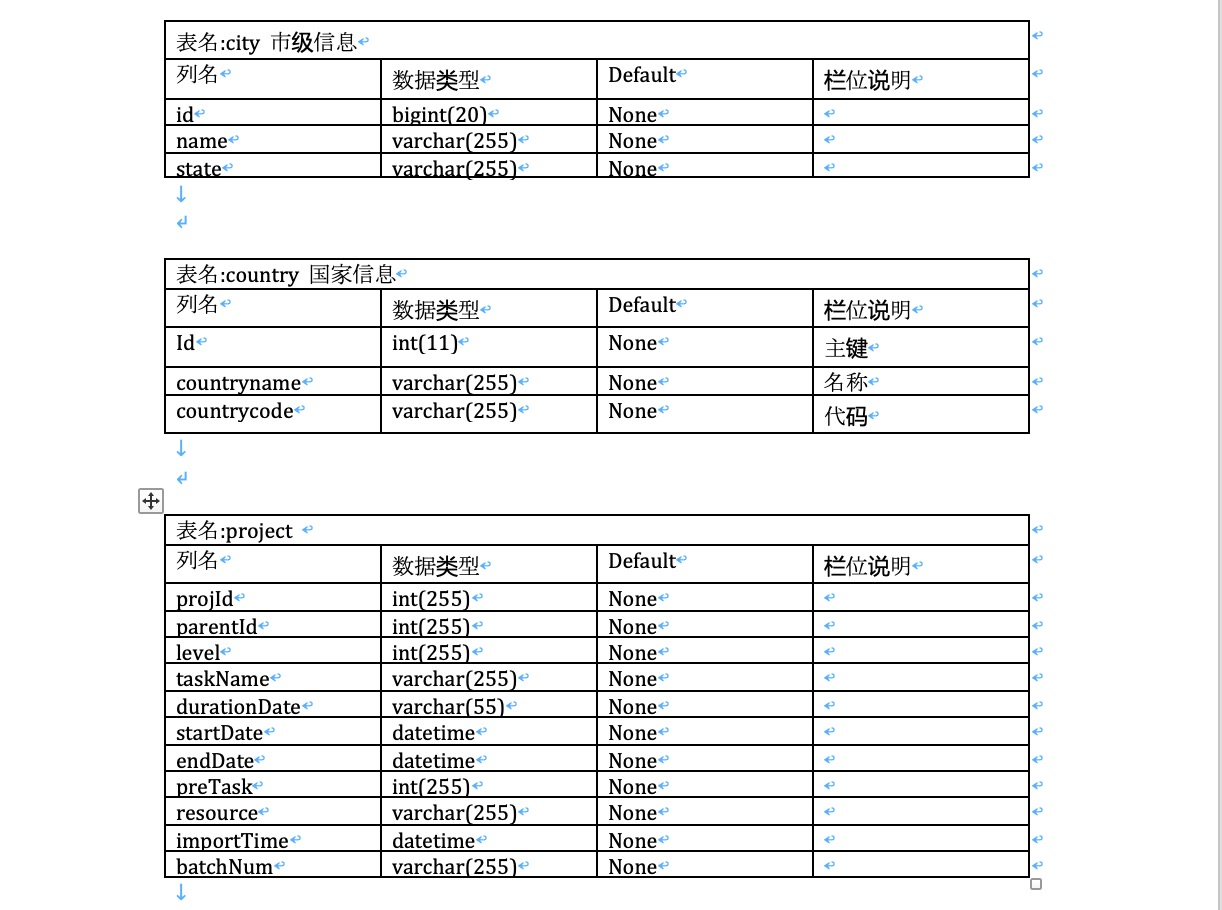 表名:city 市级信息
列名 数据类型 Default 栏位说明
id bigint(20) None
name varchar(255) None
state varchar(255) None
表名:country 国家信息
列名 数据类型 Default 栏位说明
Id int(11) None 主键
countryname varchar(255) None 名称
countrycode varchar(255) None 代码
表名:project
列名 数据类型 Default 栏位说明
projId int(255) None
parentId int(255) None
level int(255) None
taskName varchar(255) None
durationDate varchar(55) None
startDate datetime None
endDate datetime None
preTask int(255) None
resource varchar(255) None
importTime datetime None
batchNum varchar(255) None